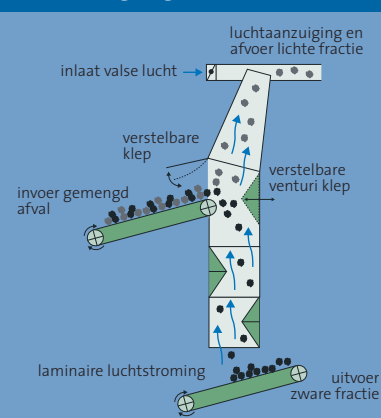 luchtaanzuiging en
afvoer lichte fractie
inlaat valse lucht
verstelbare
klep
verstelbare
venturi klep
invoer gemengd
afval
laminaire luchtstroming
uitvoer
zware fractie